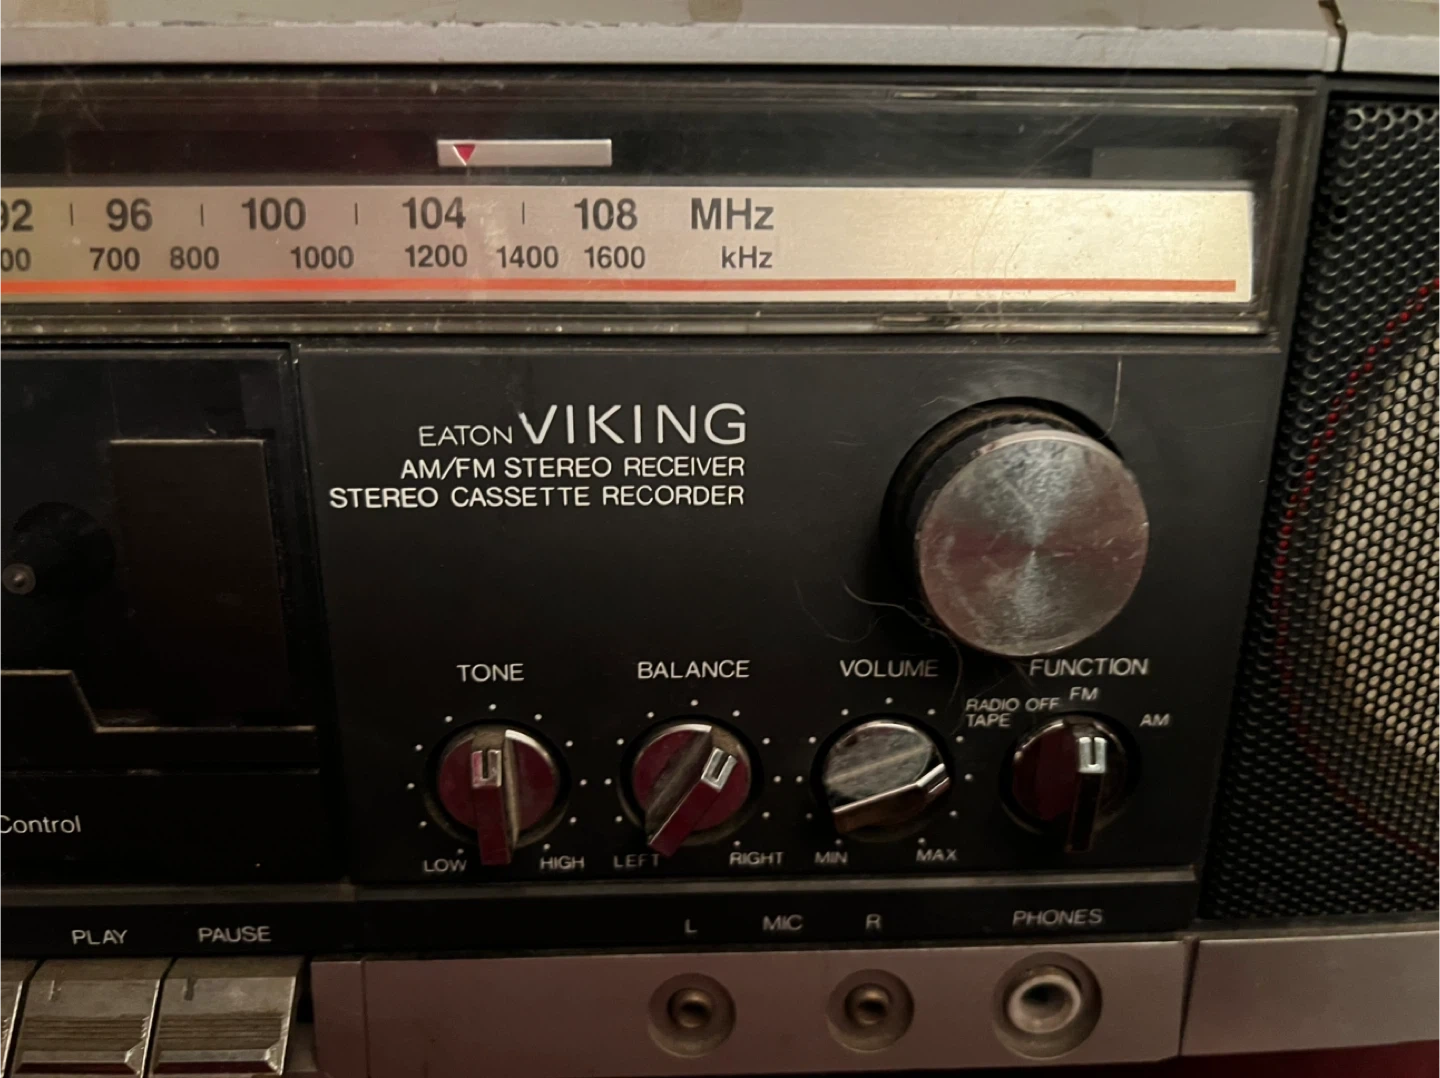 96 100 104 108 MHz
700 800 1000 1200 1400 1600 kHz
EATON VIKING
AM/FM STEREO RECEIVER
STEREO CASSETTE RECORDER
TONE BALANCE VOLUME FUNCTION
RADIO OFF FM
TAPE AM
Control
LOW HIGH LEFT RIGHT MIN MAX
PLAY PAUSE L MIC R PHONES